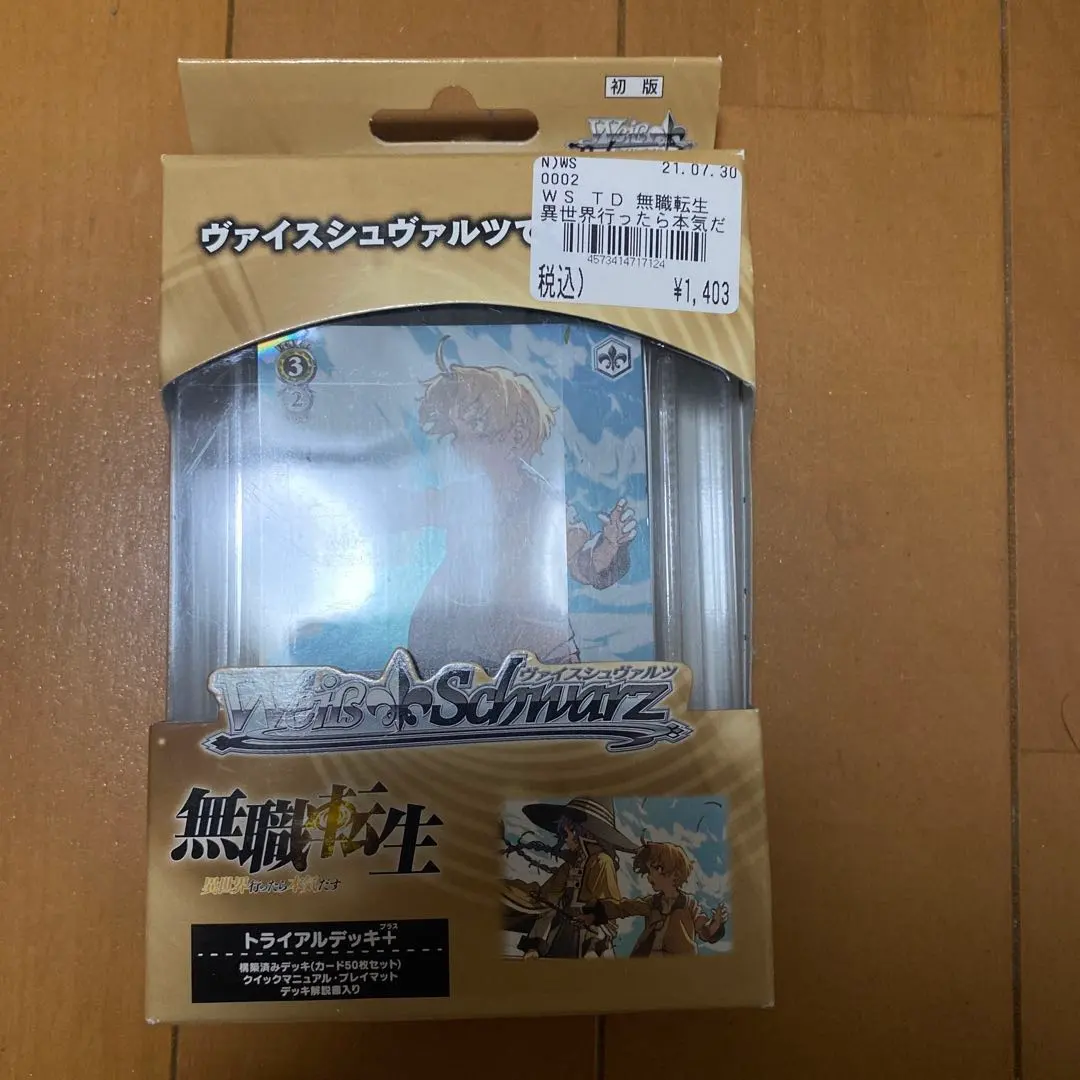 初版
Weiß
N)WS 21.07.30
0002
WS TD 無職転生
異世界行ったら本気だ
4573414717124
税込) ¥1,403
ヴァイスシュヴァルツで
3
2
ヴァイスシュヴァルツ
Weiß Schwarz
無職転生
異世界行ったら本気だす
プラス
トライアルデッキ+
構築済みデッキ(カード50枚セット)
クイックマニュアル・プレイマット
デッキ解説書入り